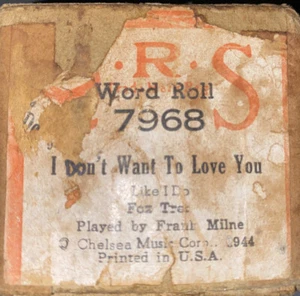 · R · S
Word Roll
7968
I Don't Want To Love You
Like I Do
Fox Trot
Played by Frank Milne
© Chelsea Music Corp. 1944
Printed in U.S.A.